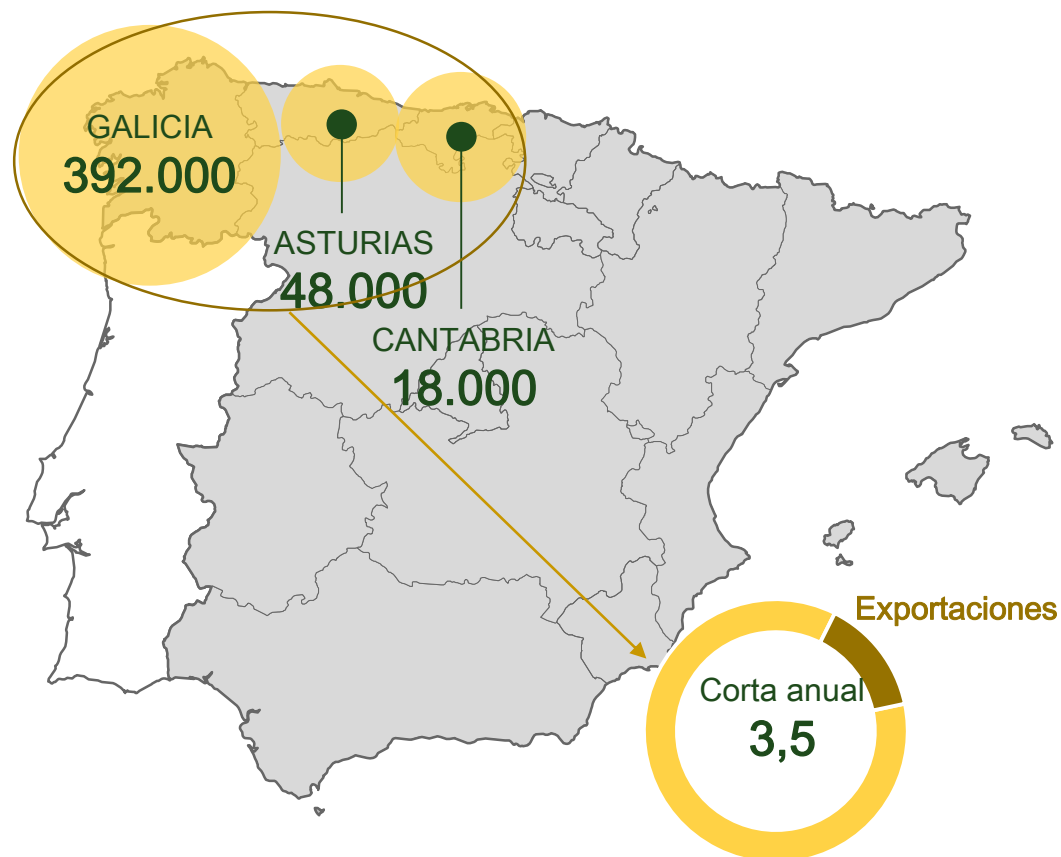 GALICIA
392.000
ASTURIAS
48.000
CANTABRIA
18.000
Exportaciones
Corta anual
3,5